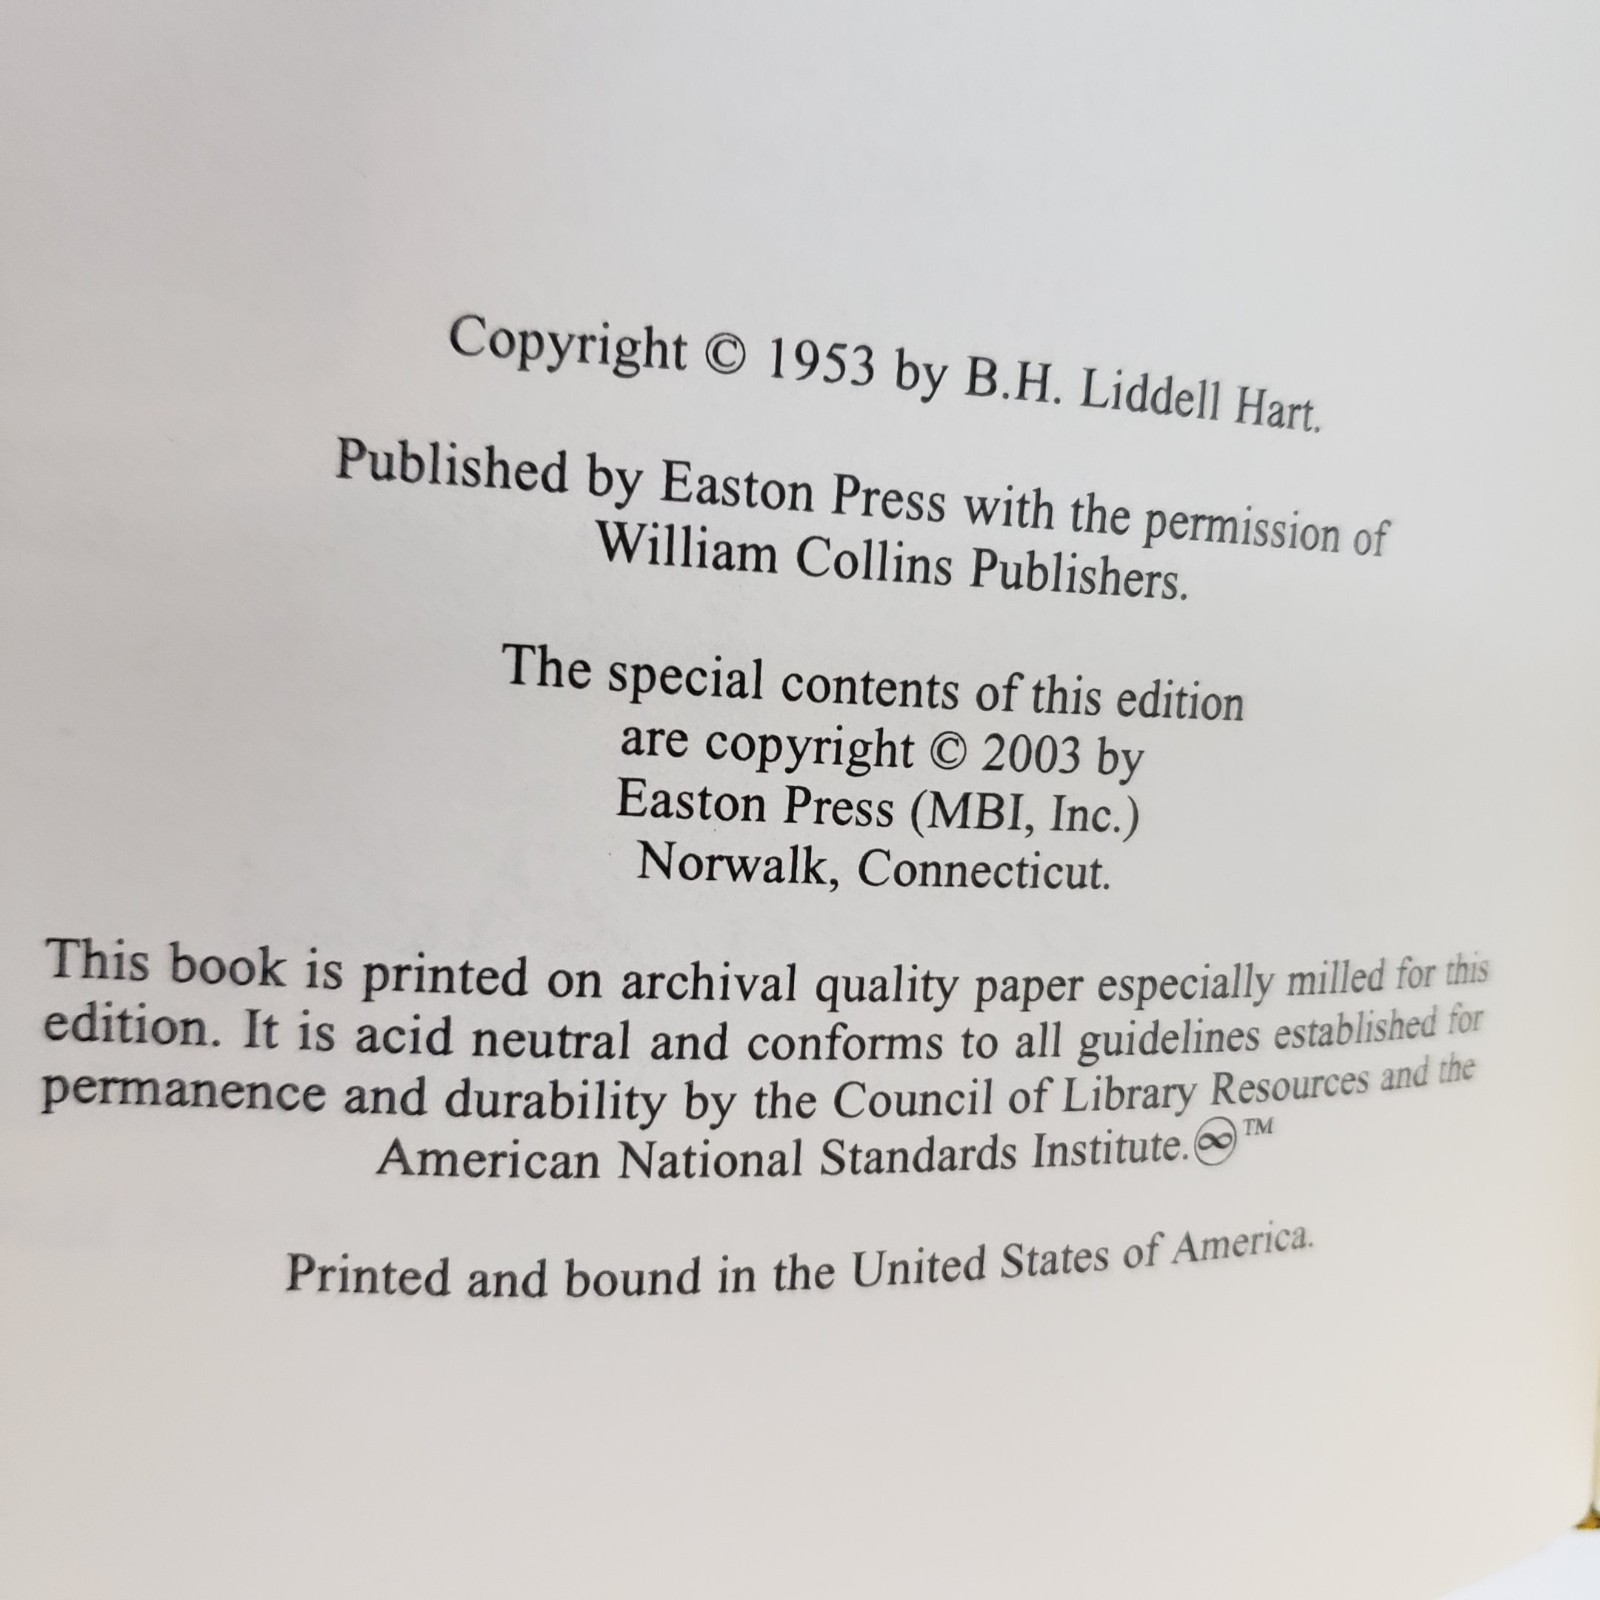 Copyright © 1953 by B.H. Liddell Hart.
Published by Easton Press with the permission of
William Collins Publishers.
The special contents of this edition
are copyright © 2003 by
Easton Press (MBI, Inc.)
Norwalk, Connecticut.
This book is printed on archival quality paper especially milled for this
edition. It is acid neutral and conforms to all guidelines established for
permanence and durability by the Council of Library Resources and the
American National Standards Institute.♾™
Printed and bound in the United States of America.